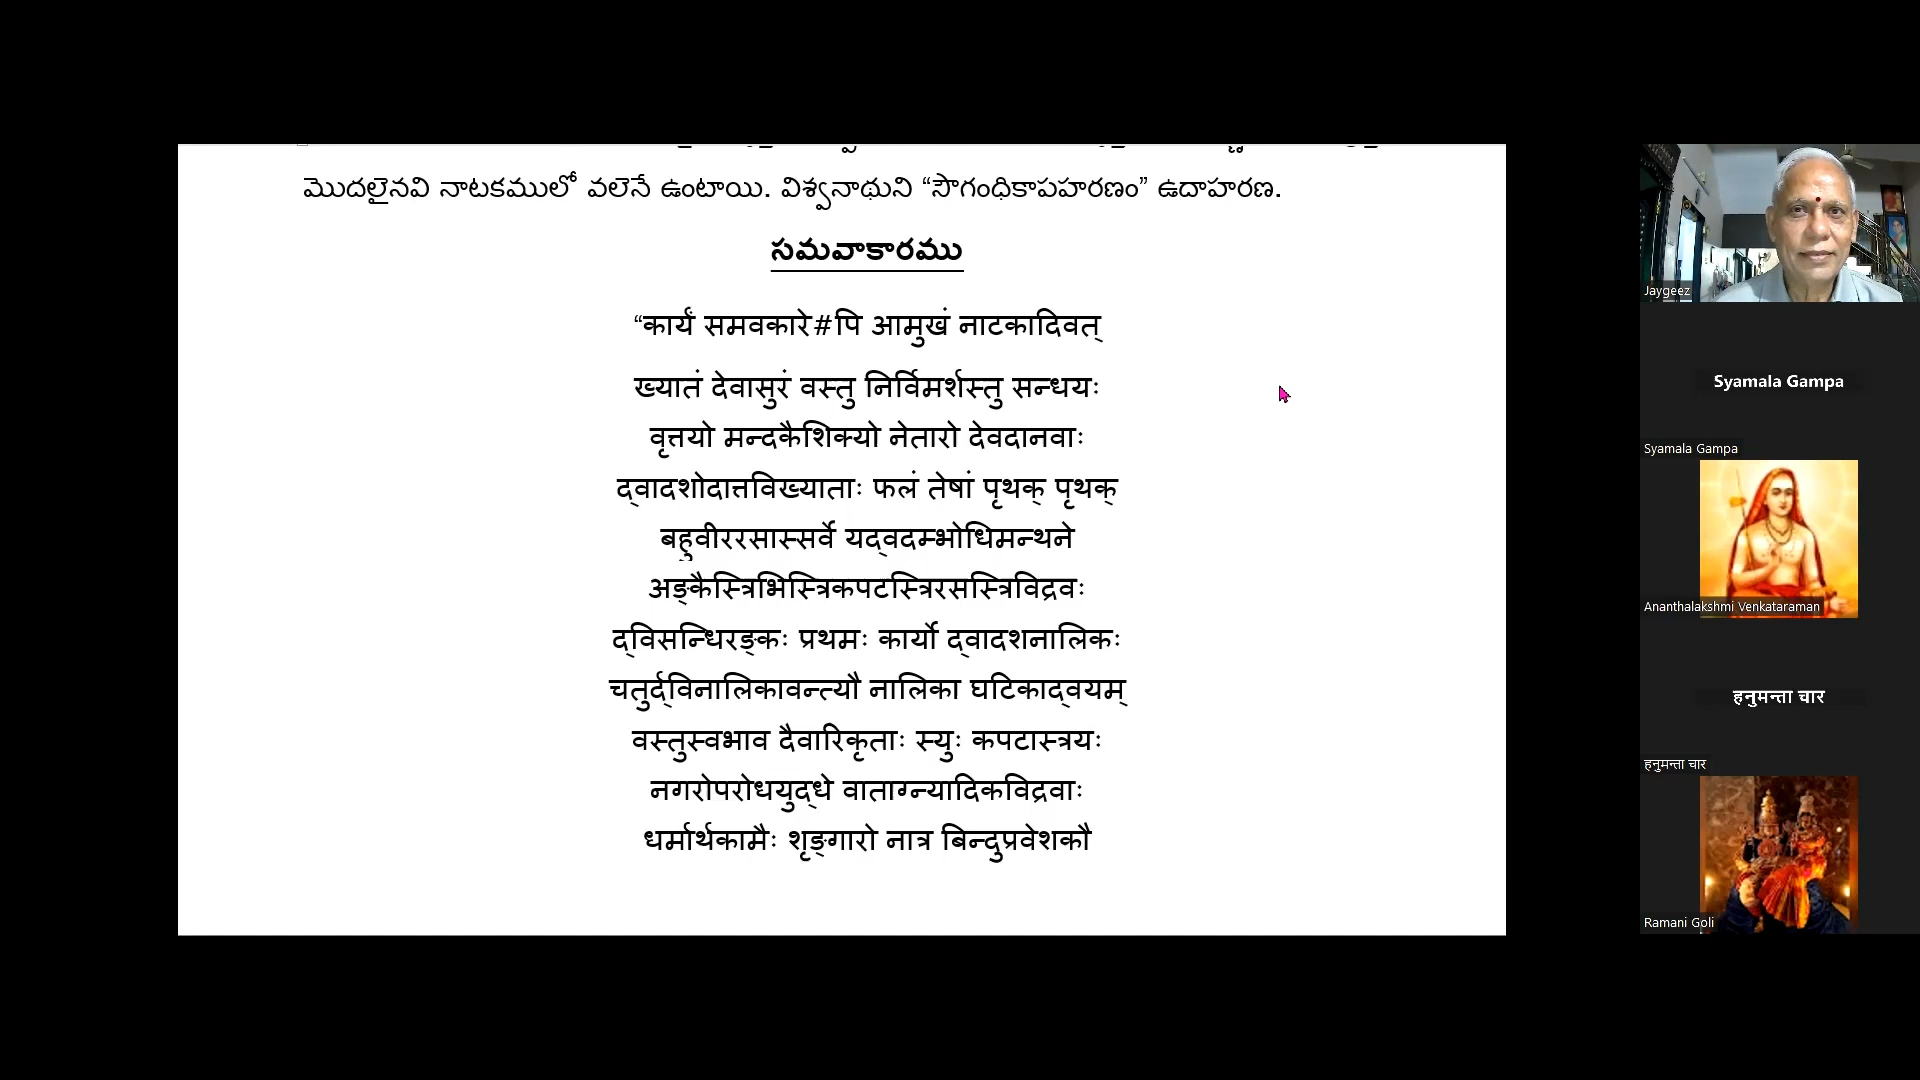 మొదలైనవి నాటకములో వలెనే ఉంటాయి. విశ్వనాథుని “సౌగంధికాపహరణం” ఉదాహరణ.
సమవాకారము
“कार्यं समवकारे#पि आमुखं नाटकादिवत्
ख्यातं देवासुरं वस्तु निर्विमर्शस्तु सन्धयः
वृत्तयो मन्दकैशिक्यो नेतारो देवदानवाः
द्वादशोदात्तविख्याताः फलं तेषां पृथक् पृथक्
बहुवीररसास्सर्वे यद्वदम्भोधिमन्थने
अङ्कैस्त्रिभिस्त्रिकपटस्त्रिरसस्त्रिविद्रवः
द्विसन्धिरङ्कः प्रथमः कार्यो द्वादशनालिकः
चतुर्द्विनालिकावन्त्यौ नालिका घटिकाद्वयम्
वस्तुस्वभाव दैवारिकृताः स्युः कपटास्त्रयः
नगरोपरोधयुद्धे वाताग्न्यादिकविद्रवाः
धर्मार्थकामैः शृङ्गारो नात्र बिन्दुप्रवेशकौ
Jaygeez
Syamala Gampa
Syamala Gampa
Ananthalakshmi Venkataraman
हनुमन्ता चार
हनुमन्ता चार
Ramani Goli